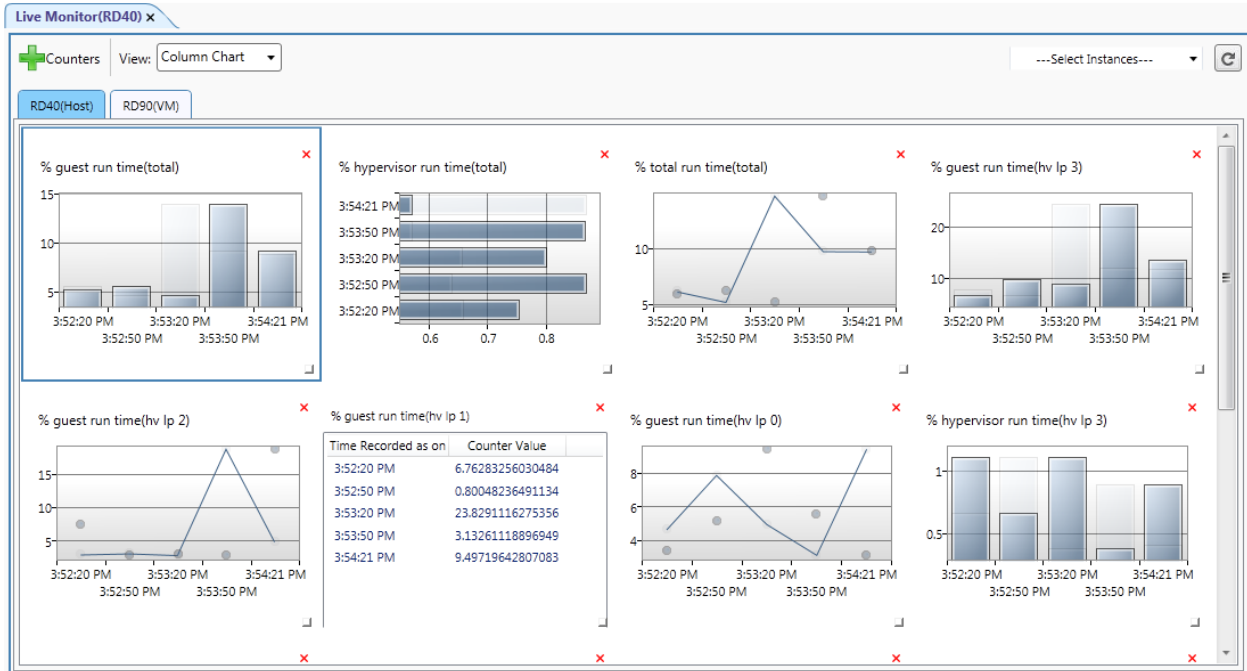 Live Monitor(RD40) x
Counters View: Column Chart ---Select Instances---
RD40(Host) RD90(VM)
% guest run time(total)
15
10
5
3:52:20 PM 3:53:20 PM 3:54:21 PM
3:52:50 PM 3:53:50 PM
% hypervisor run time(total)
3:54:21 PM
3:53:50 PM
3:53:20 PM
3:52:50 PM
3:52:20 PM
0.6 0.7 0.8
% total run time(total)
10
5
3:52:20 PM 3:53:20 PM 3:54:21 PM
3:52:50 PM 3:53:50 PM
% guest run time(hv lp 3)
20
10
3:52:20 PM 3:53:20 PM 3:54:21 PM
3:52:50 PM 3:53:50 PM
% guest run time(hv lp 2)
15
10
5
3:52:20 PM 3:53:20 PM 3:54:21 PM
3:52:50 PM 3:53:50 PM
% guest run time(hv lp 1)
Time Recorded as on Counter Value
3:52:20 PM 6.76283256030484
3:52:50 PM 0.80048236491134
3:53:20 PM 23.8291116275356
3:53:50 PM 3.13261118896949
3:54:21 PM 9.49719642807083
% guest run time(hv lp 0)
8
6
4
3:52:20 PM 3:53:20 PM 3:54:21 PM
3:52:50 PM 3:53:50 PM
% hypervisor run time(hv lp 3)
1
0.5
3:52:20 PM 3:53:20 PM 3:54:21 PM
3:52:50 PM 3:53:50 PM